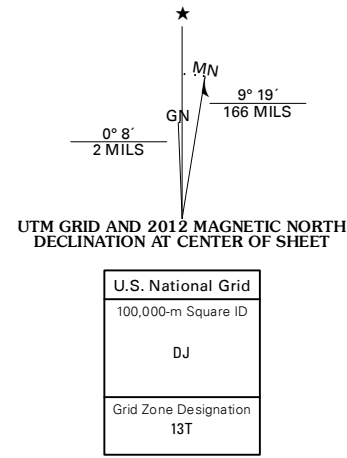 ★
MN
GN
9° 19´
166 MILS
0° 8´
2 MILS
UTM GRID AND 2012 MAGNETIC NORTH
DECLINATION AT CENTER OF SHEET
U.S. National Grid
100,000-m Square ID
DJ
Grid Zone Designation
13T